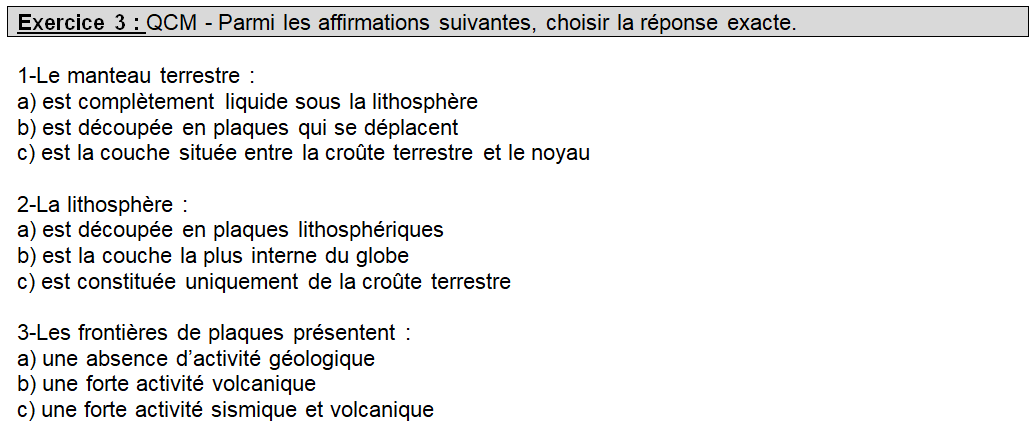 Exercice 3 : QCM - Parmi les affirmations suivantes, choisir la réponse exacte.
1-Le manteau terrestre :
a) est complètement liquide sous la lithosphère
b) est découpée en plaques qui se déplacent
c) est la couche située entre la croûte terrestre et le noyau
2-La lithosphère :
a) est découpée en plaques lithosphériques
b) est la couche la plus interne du globe
c) est constituée uniquement de la croûte terrestre
3-Les frontières de plaques présentent :
a) une absence d'activité géologique
b) une forte activité volcanique
c) une forte activité sismique et volcanique